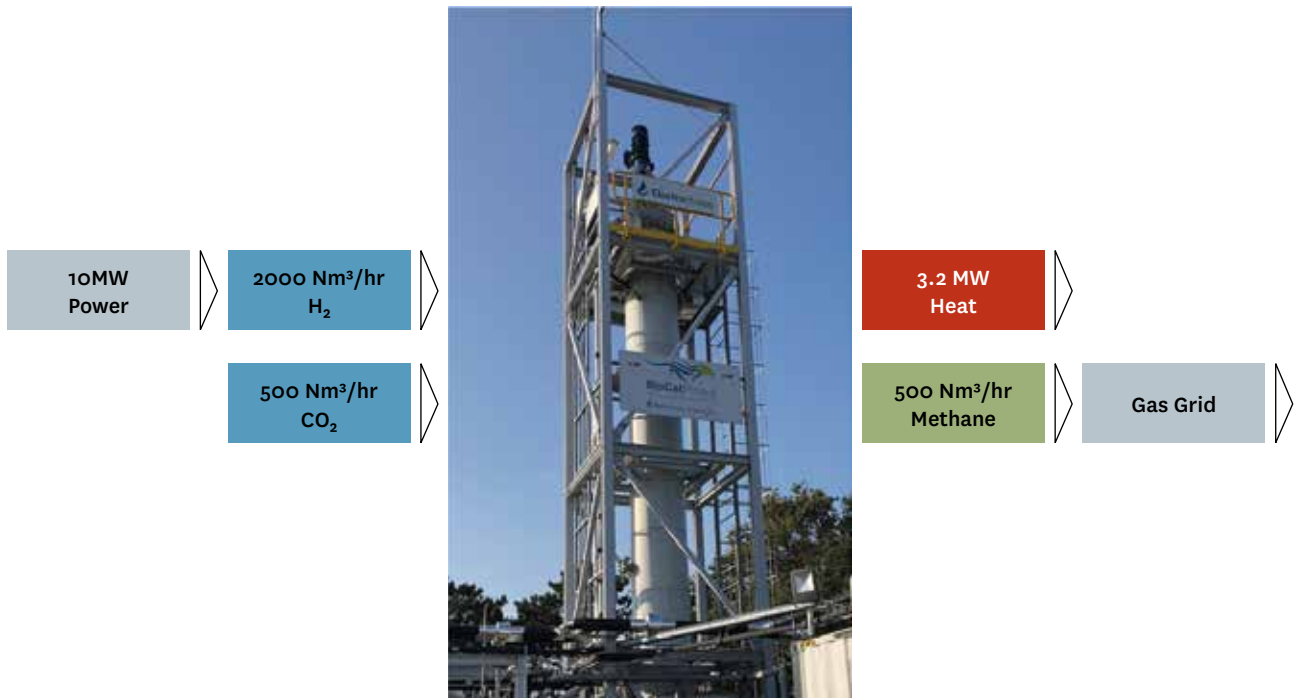 10MW
Power
2000 Nm³/hr
H₂
500 Nm³/hr
CO₂
BioCat
3.2 MW
Heat
500 Nm³/hr
Methane
Gas Grid